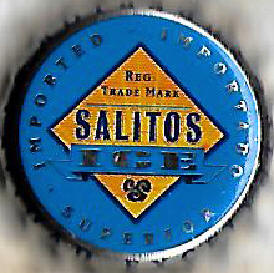 IMPORTED · IMPORTADO
REG.
TRADE MARK
SALITOS
ICE
SUPERIOR